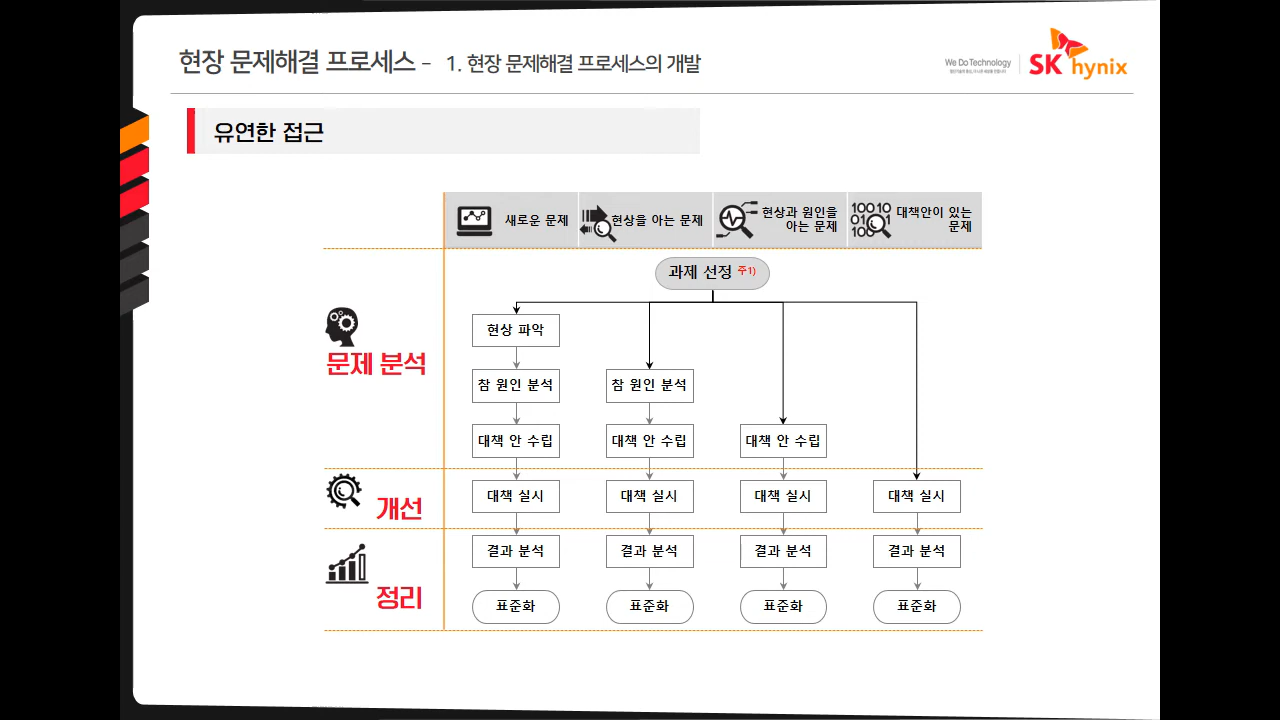 현장 문제해결 프로세스 – 1. 현장 문제해결 프로세스의 개발
We Do Technology
SK hynix
유연한 접근
새로운 문제
현상을 아는 문제
현상과 원인을
아는 문제
10010
대책안이 있는
문제
과제 선정 주1)
문제 분석
현상 파악
참 원인 분석
참 원인 분석
대책 안 수립
대책 안 수립
대책 안 수립
개선
대책 실시
대책 실시
대책 실시
대책 실시
정리
결과 분석
결과 분석
결과 분석
결과 분석
표준화
표준화
표준화
표준화